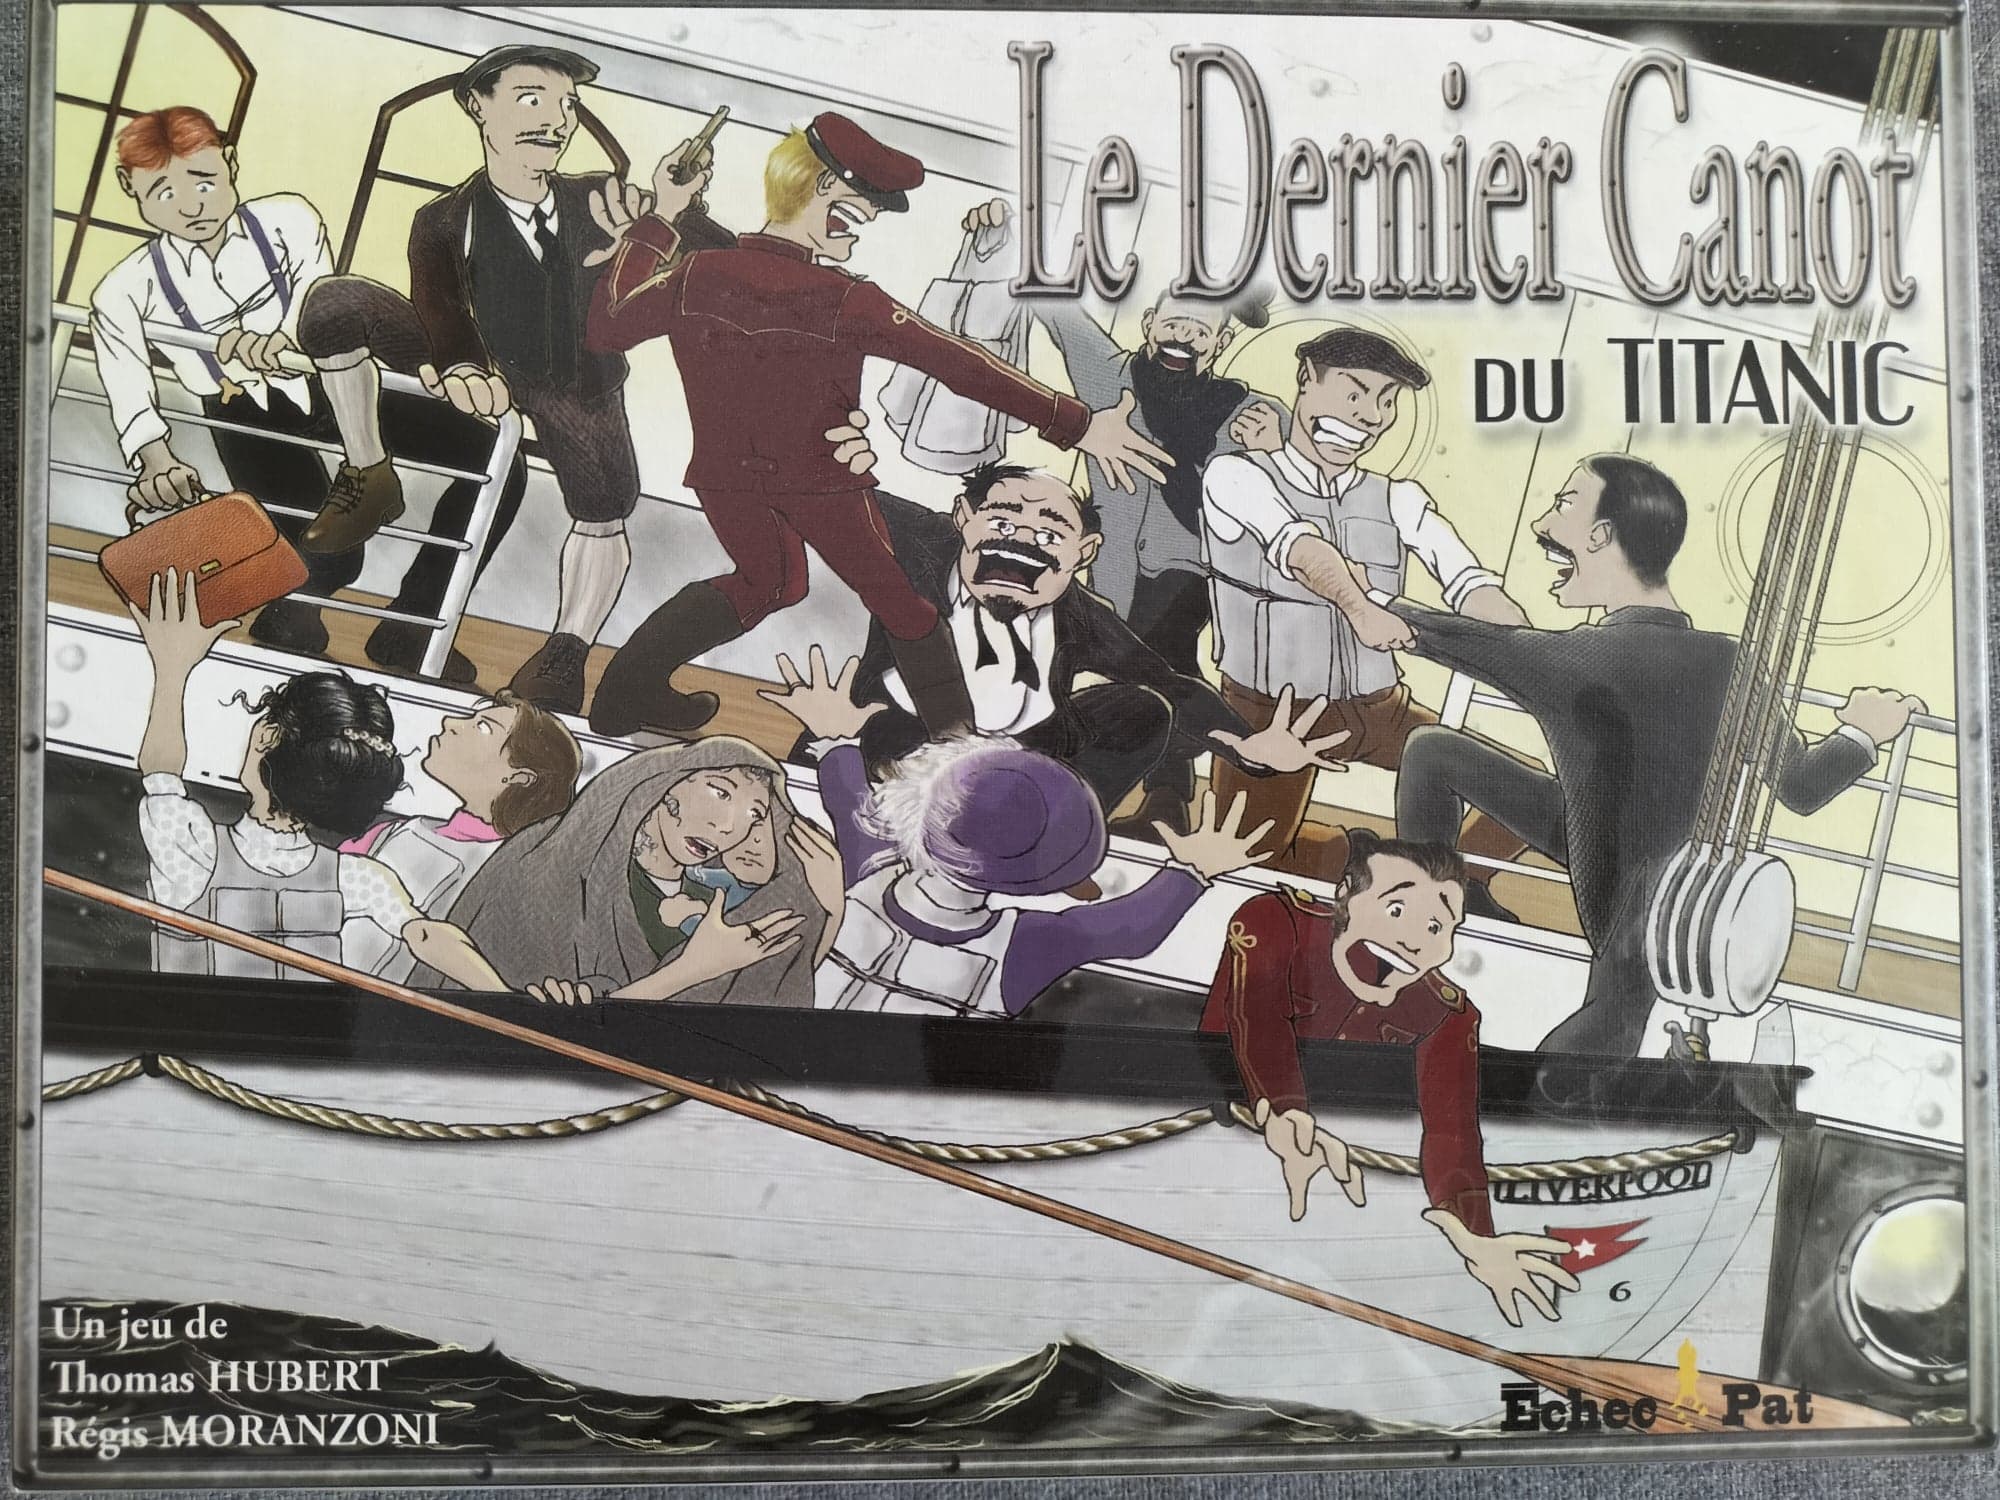 Le Dernier Canot
DU TITANIC
LIVERPOOL
6
Un jeu de
Thomas HUBERT
Régis MORANZONI
Echec Pat